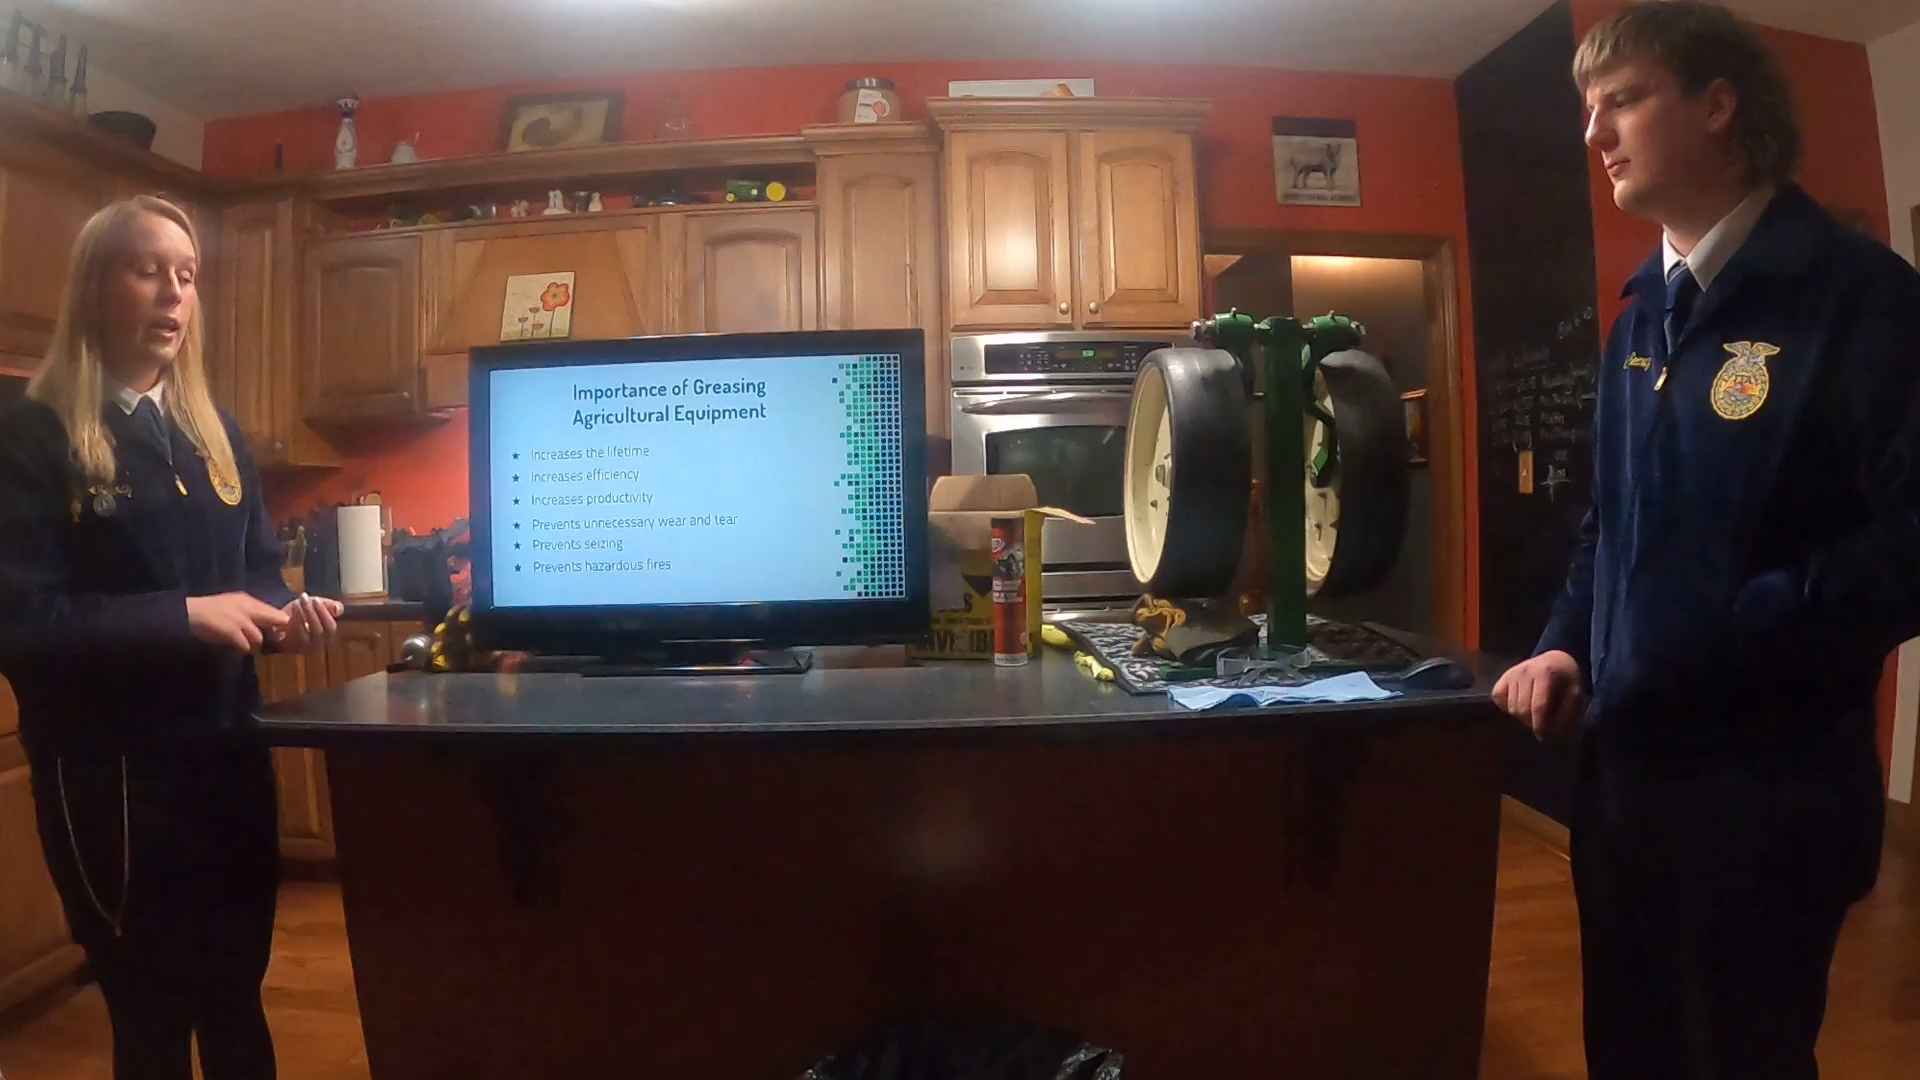 Importance of Greasing
Agricultural Equipment
★ Increases the lifetime
★ Increases efficiency
★ Increases productivity
★ Prevents unnecessary wear and tear
★ Prevents seizing
★ Prevents hazardous fires